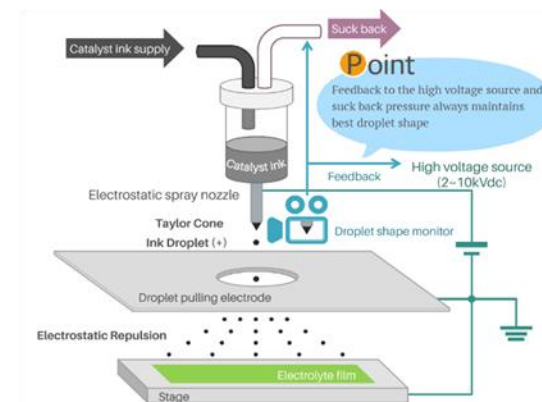 Suck back
Catalyst ink supply
Point
Feedback to the high voltage source and
suck back pressure always maintains
best droplet shape
Catalyst Ink
Feedback
High voltage source
(2~10kVdc)
Electrostatic spray nozzle
Taylor Cone
Ink Droplet (+)
Droplet shape monitor
Droplet pulling electrode
Electrostatic Repulsion
Electrolyte film
Stage